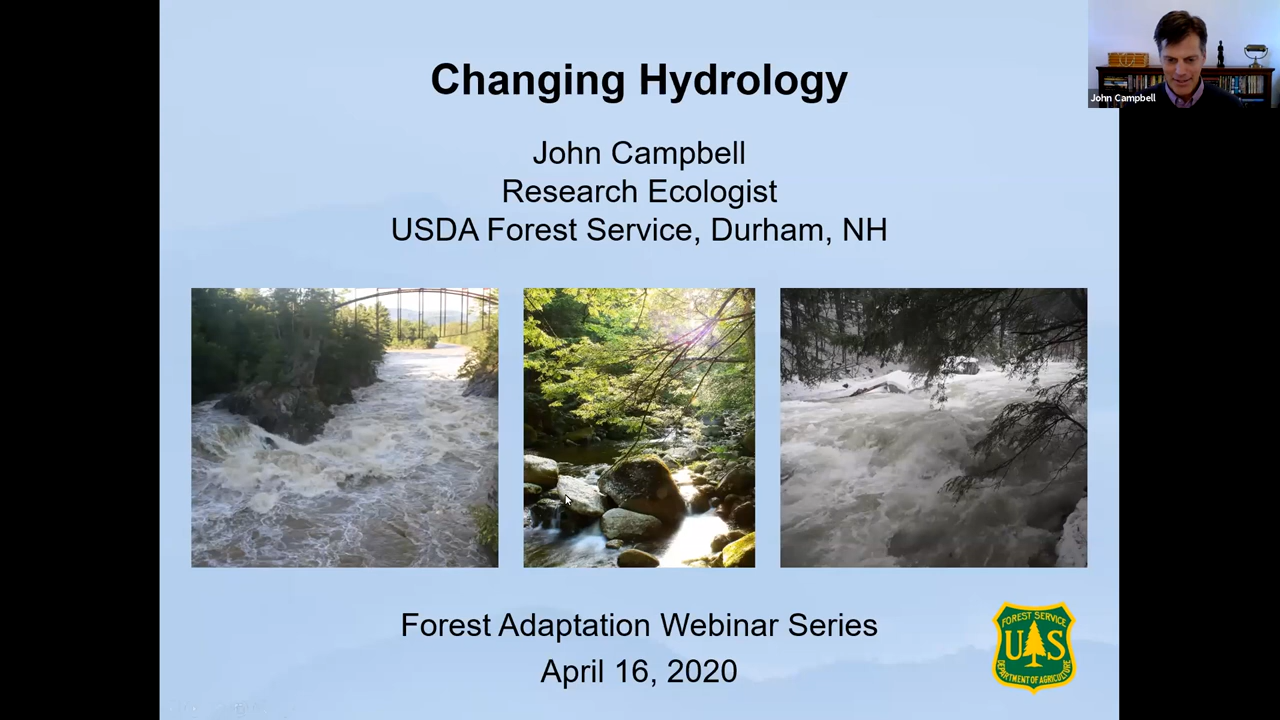 Changing Hydrology
John Campbell
John Campbell
Research Ecologist
USDA Forest Service, Durham, NH
Forest Adaptation Webinar Series
April 16, 2020
FOREST SERVICE
U S
DEPARTMENT OF AGRICULTURE